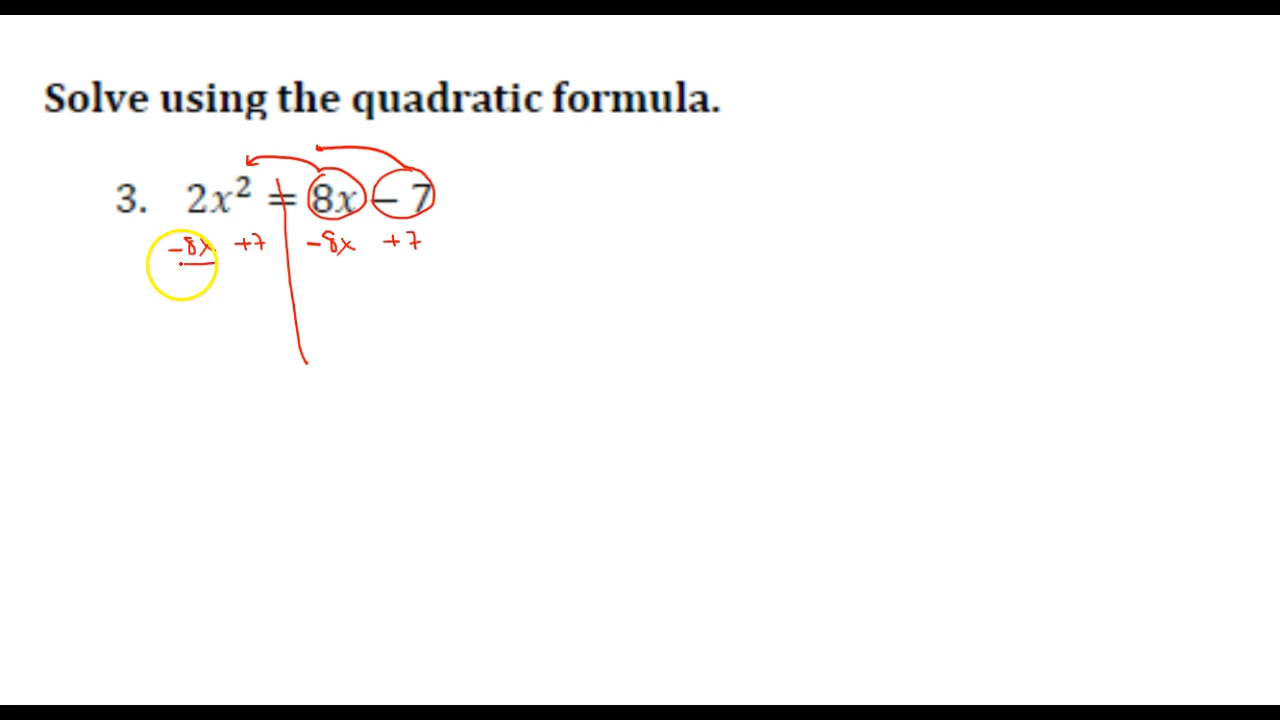 Solve using the quadratic formula.
3. 2x² = 8x − 7
−8x +7 −8x +7